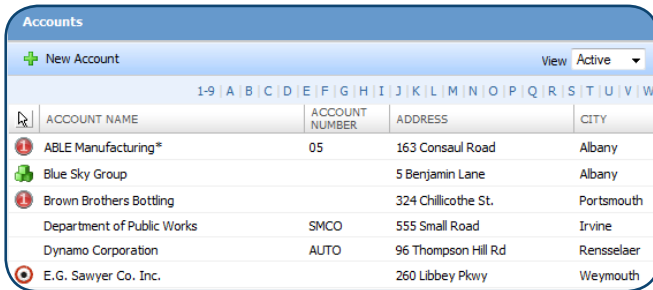 Accounts
New Account View Active
1-9 | A | B | C | D | E | F | G | H | I | J | K | L | M | N | O | P | Q | R | S | T | U | V | W
ACCOUNT NAME ACCOUNT NUMBER ADDRESS CITY
1 ABLE Manufacturing* 05 163 Consaul Road Albany
Blue Sky Group 5 Benjamin Lane Albany
1 Brown Brothers Bottling 324 Chillicothe St. Portsmouth
Department of Public Works SMCO 555 Small Road Irvine
Dynamo Corporation AUTO 96 Thompson Hill Rd Rensselaer
E.G. Sawyer Co. Inc. 260 Libbey Pkwy Weymouth